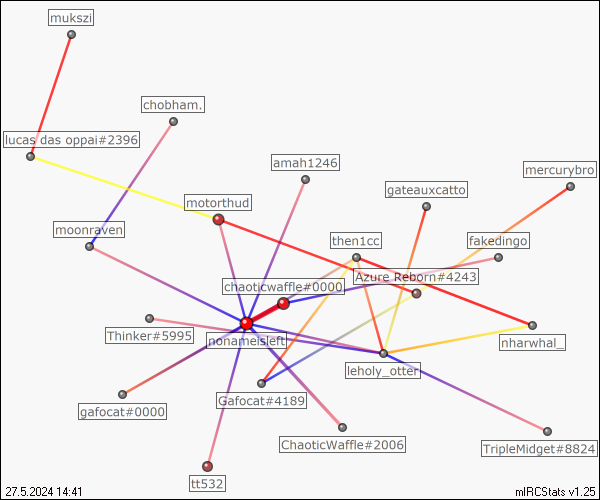 mukszi
chobham.
lucas das oppai#2396
amah1246
mercurybro
gateauxcatto
motorthud
moonraven
then1cc
fakedingo
Azure Reborn#4243
chaoticwaffle#0000
Thinker#5995
nonameisleft
nharwhal_
leholy_otter
Gafocat#4189
gafocat#0000
ChaoticWaffle#2006
TripleMidget#8824
tt532
27.5.2024 14:41
mIRCStats v1.25